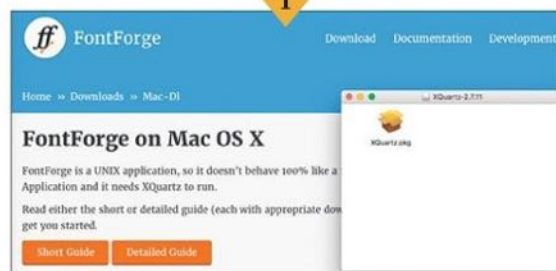 1
ff FontForge
Download Documentation Development
Home » Downloads » Mac-Dl
XQuartz-2.7.11
XQuartz.pkg
FontForge on Mac OS X
FontForge is a UNIX application, so it doesn't behave 100% like a
Application and it needs XQuartz to run.
Read either the short or detailed guide (each with appropriate dow
get you started.
Short Guide Detailed Guide